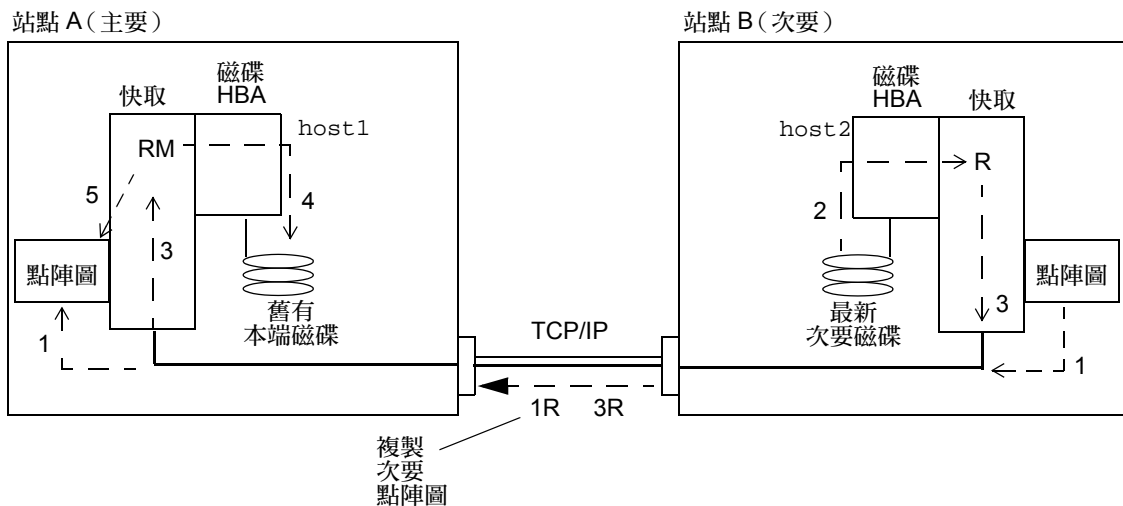 站點 A（主要）
站點 B（次要）
磁碟
HBA
快取
host1
RM
5
4
3
點陣圖
1
舊有
本端磁碟
磁碟
HBA
快取
host2
R
2
3
點陣圖
最新
次要磁碟
1
TCP/IP
1R 3R
複製
次要
點陣圖